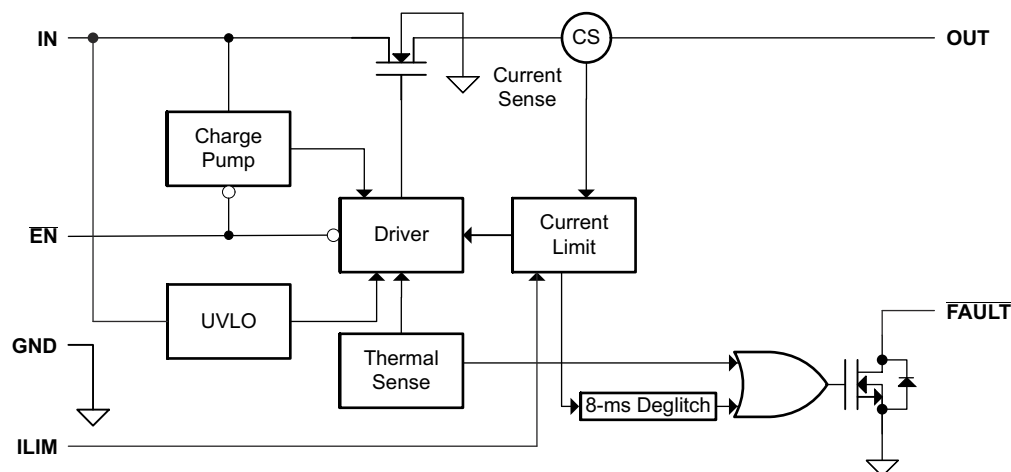 IN
CS
OUT
Current
Sense
Charge
Pump
EN
Driver
Current
Limit
UVLO
FAULT
GND
Thermal
Sense
8-ms Deglitch
ILIM